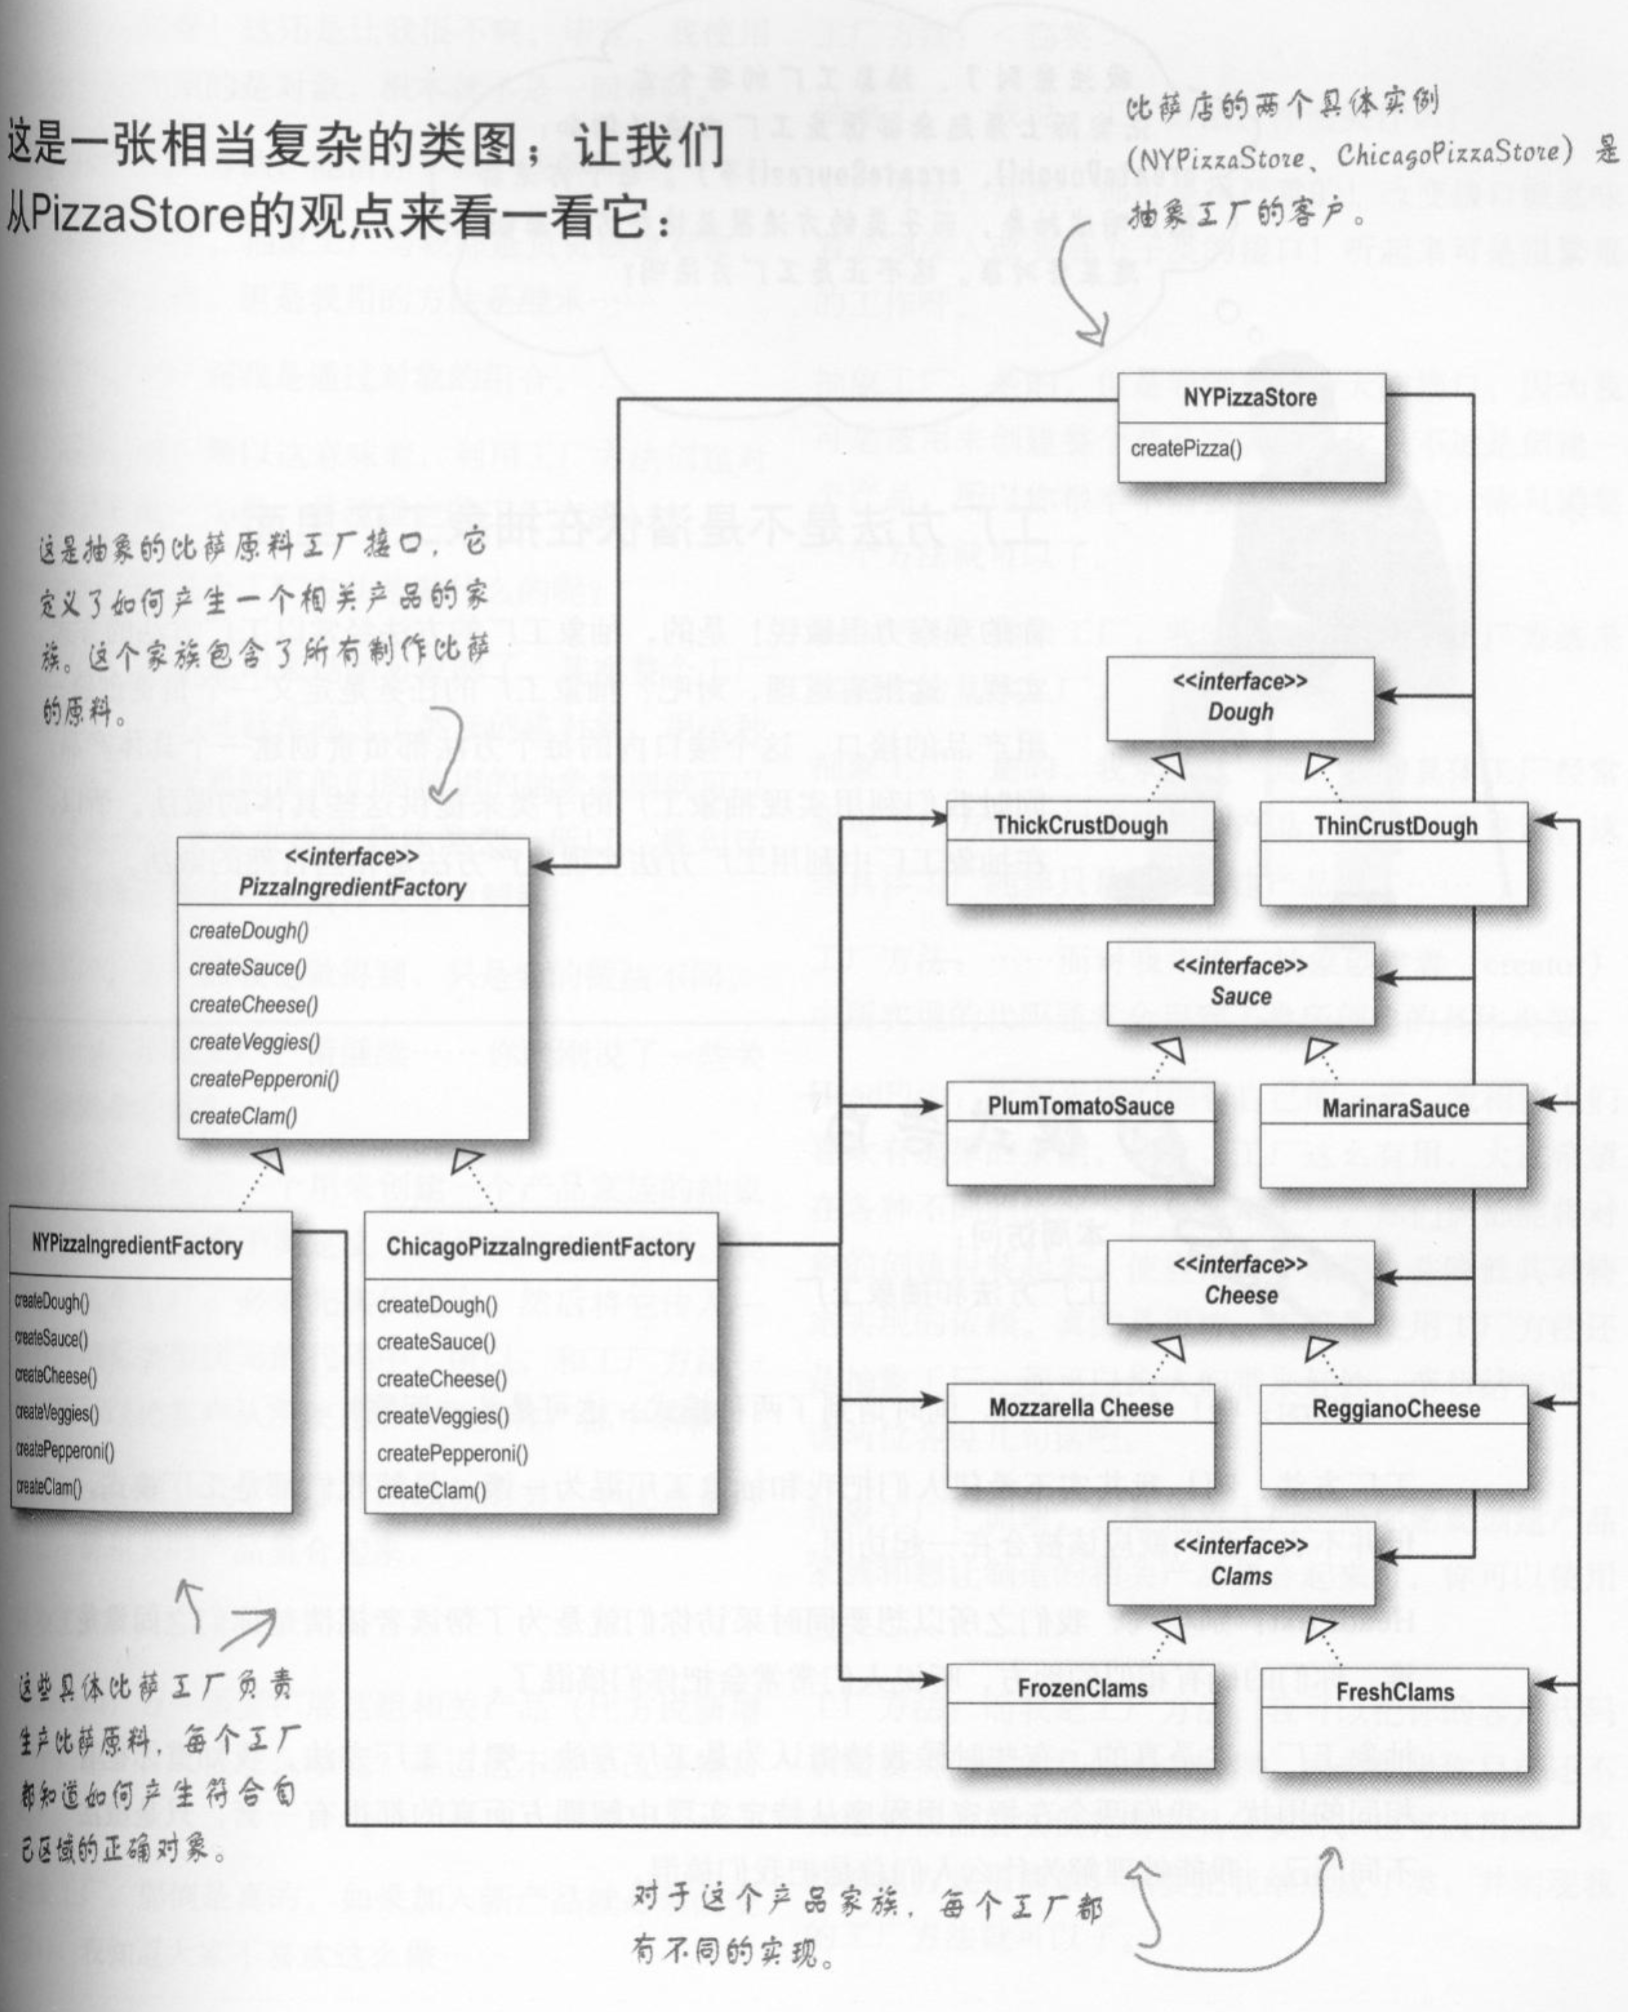 这是一张相当复杂的类图；让我们
从PizzaStore的观点来看一看它：
比萨店的两个具体实例
(NYPizzaStore、ChicagoPizzaStore) 是
抽象工厂的客户。
NYPizzaStore
createPizza()
这是抽象的比萨原料工厂接口，它
定义了如何产生一个相关产品的家
族。这个家族包含了所有制作比萨
的原料。
<<interface>>
PizzaIngredientFactory
createDough()
createSauce()
createCheese()
createVeggies()
createPepperoni()
createClam()
NYPizzaIngredientFactory
createDough()
createSauce()
createCheese()
createVeggies()
createPepperoni()
createClam()
ChicagoPizzaIngredientFactory
createDough()
createSauce()
createCheese()
createVeggies()
createPepperoni()
createClam()
<<interface>>
Dough
ThickCrustDough
ThinCrustDough
<<interface>>
Sauce
PlumTomatoSauce
MarinaraSauce
<<interface>>
Cheese
Mozzarella Cheese
ReggianoCheese
<<interface>>
Clams
FrozenClams
FreshClams
这些具体比萨工厂负责
生产比萨原料，每个工厂
都知道如何产生符合自
己区域的正确对象。
对于这个产品家族，每个工厂都
有不同的实现。